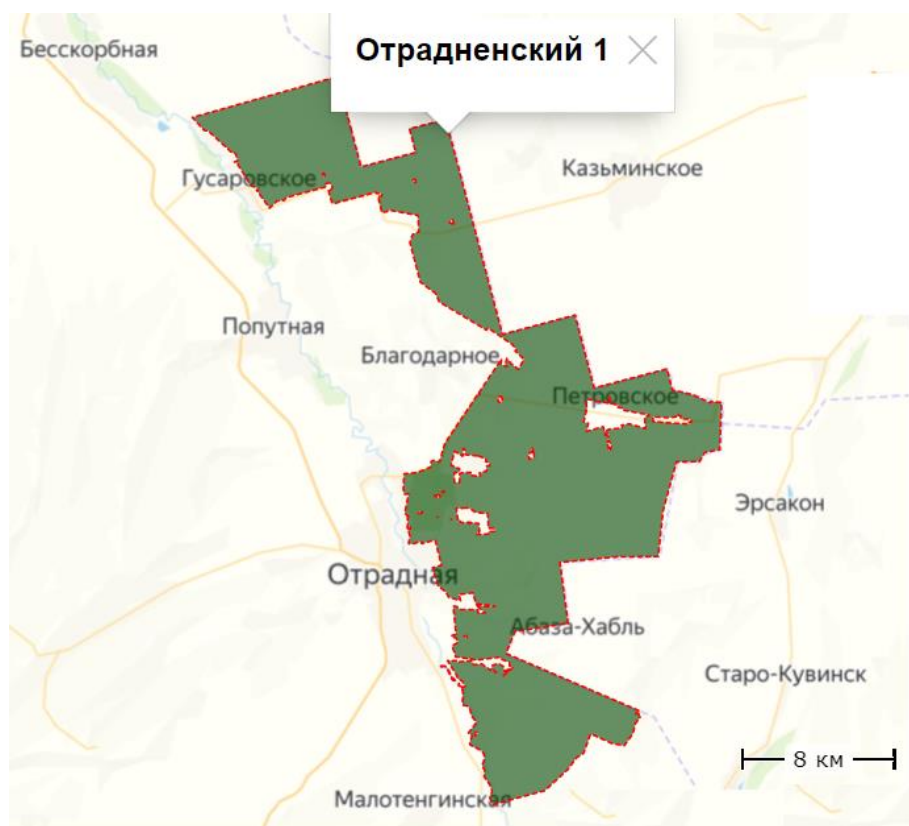 Бесскорбная
Отрадненский 1
Казьминское
Гусаровское
Попутная
Благодарное
Петровское
Эрсакон
Отрадная
Абаза-Хабль
Старо-Кувинск
8 км
Малотенгинская